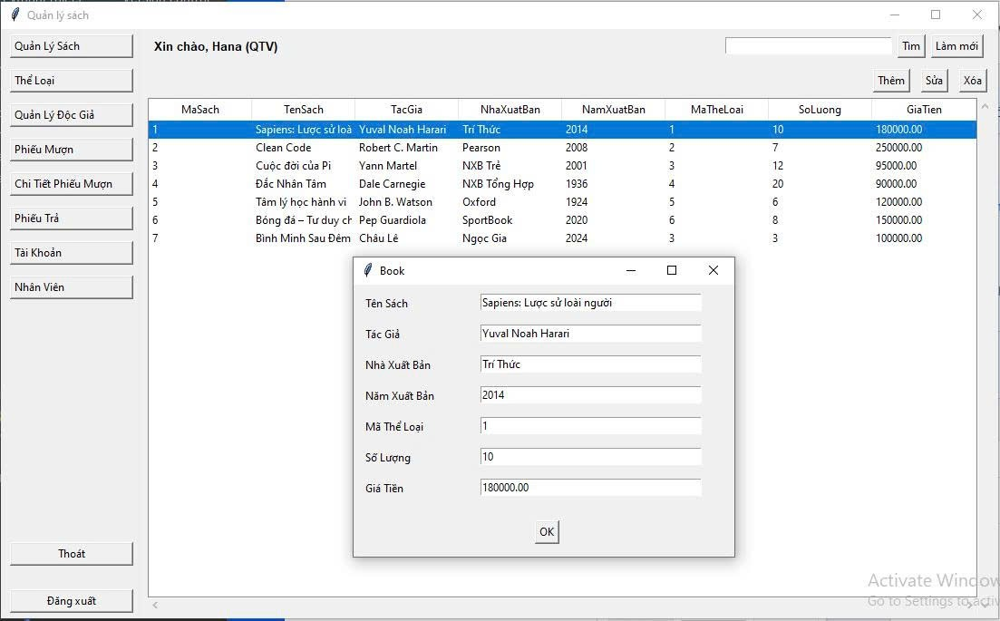 Quản lý sách
Quản Lý Sách
Thể Loại
Quản Lý Độc Giả
Phiếu Mượn
Chi Tiết Phiếu Mượn
Phiếu Trả
Tài Khoản
Nhân Viên
Thoát
Đăng xuất
Xin chào, Hana (QTV)
Tìm Làm mới
Thêm Sửa Xóa
MaSach TenSach TacGia NhaXuatBan NamXuatBan MaTheLoai SoLuong GiaTien
1 Sapiens: Lược sử loà Yuval Noah Harari Trí Thức 2014 1 10 180000.00
2 Clean Code Robert C. Martin Pearson 2008 2 7 250000.00
3 Cuộc đời của Pi Yann Martel NXB Trẻ 2001 3 12 95000.00
4 Đắc Nhân Tâm Dale Carnegie NXB Tổng Hợp 1936 4 20 90000.00
5 Tâm lý học hành vi John B. Watson Oxford 1924 5 6 120000.00
6 Bóng đá – Tư duy ch Pep Guardiola SportBook 2020 6 8 150000.00
7 Bình Minh Sau Đêm Châu Lê Ngọc Gia 2024 3 3 100000.00
Book
Tên Sách Sapiens: Lược sử loài người
Tác Giả Yuval Noah Harari
Nhà Xuất Bản Trí Thức
Năm Xuất Bản 2014
Mã Thể Loại 1
Số Lượng 10
Giá Tiền 180000.00
OK
Activate Window
Go to Settings to activ